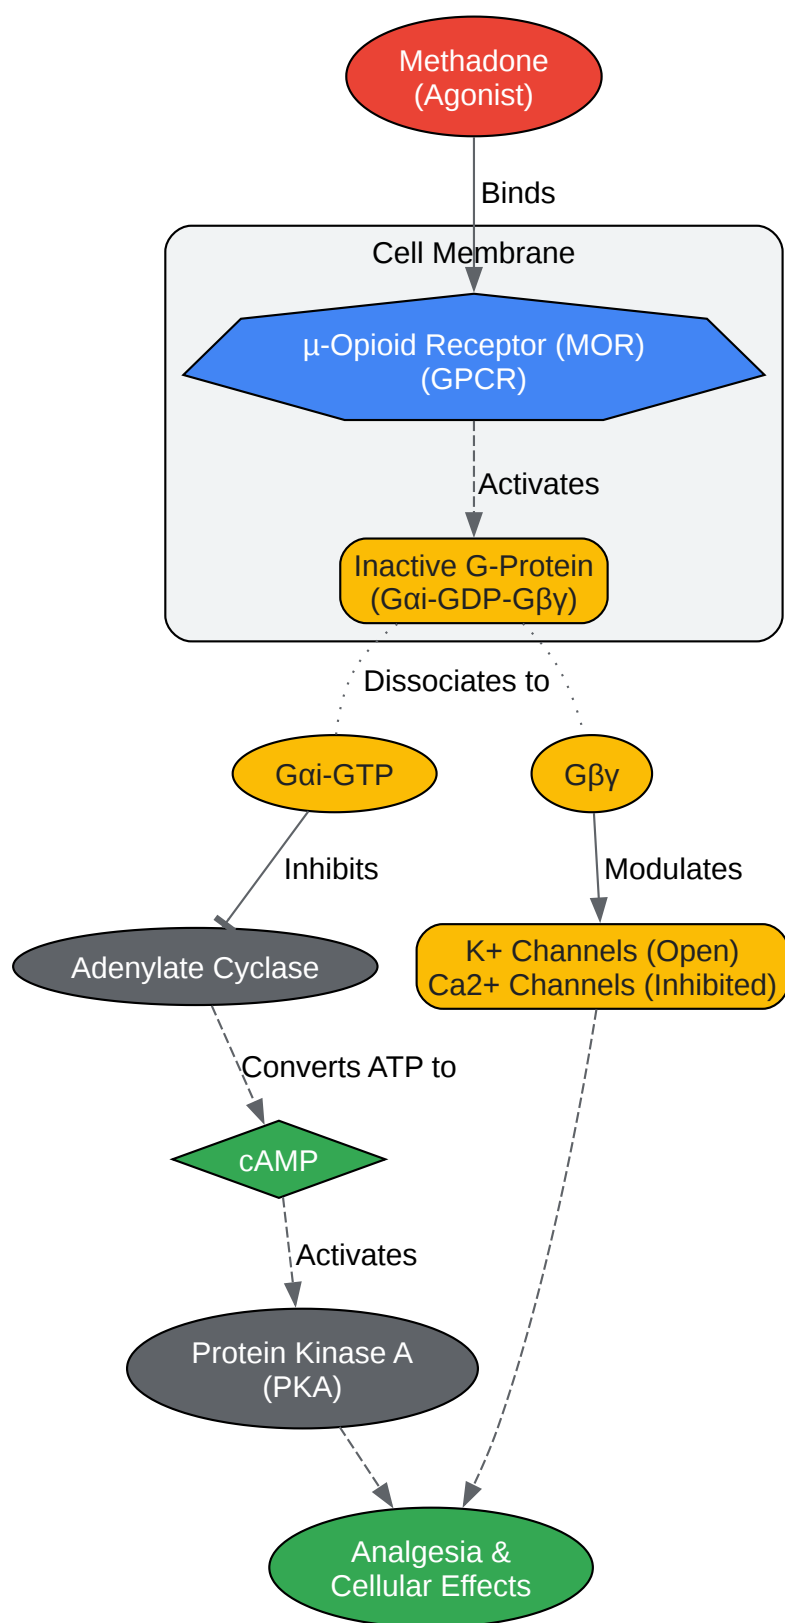 Methadone
(Agonist)
Binds
Cell Membrane
µ-Opioid Receptor (MOR)
(GPCR)
Activates
Inactive G-Protein
(Gαi-GDP-Gβγ)
Dissociates to
Gαi-GTP
Gβγ
Inhibits
Modulates
Adenylate Cyclase
K+ Channels (Open)
Ca2+ Channels (Inhibited)
Converts ATP to
cAMP
Activates
Protein Kinase A
(PKA)
Analgesia &
Cellular Effects